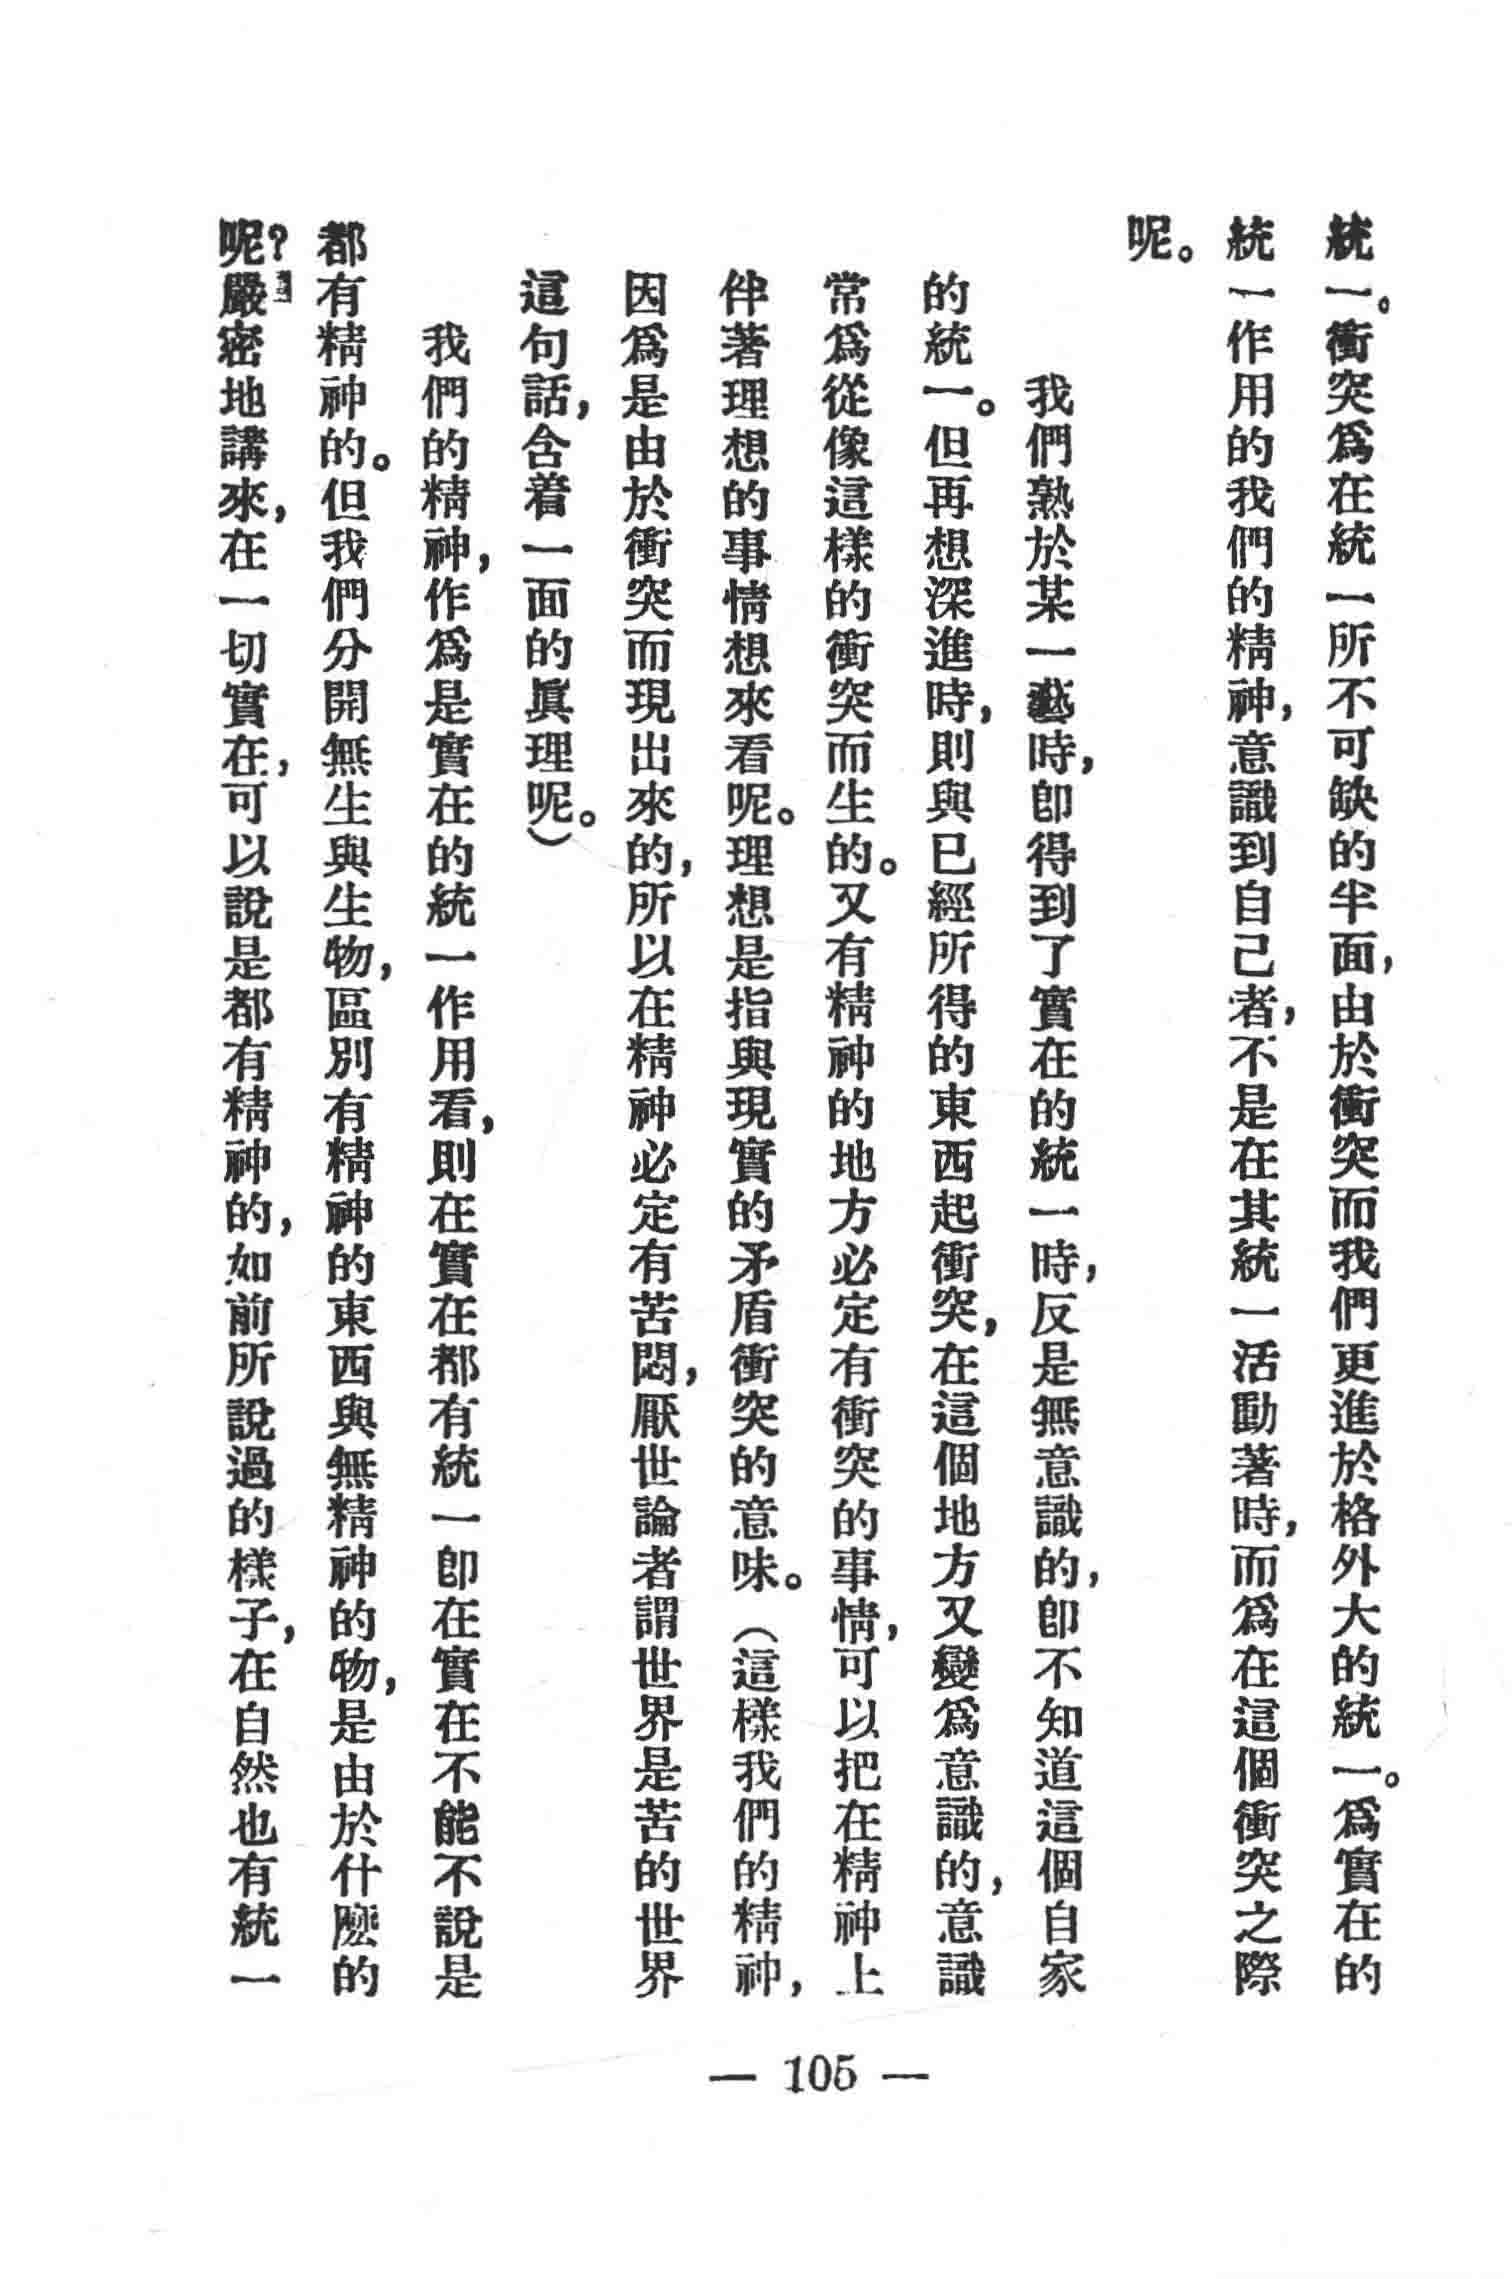 統一。衝突爲在統一所不可缺的半面，由於衝突而我們更進於格外大的統一。爲實在的
統一作用的我們的精神，意識到自己者，不是在其統一活動著時，而爲在這個衝突之際
呢。
我們熟於某一藝時，卽得到了實在的統一時，反是無意識的，卽不知道這個自家
的統一。但再想深進時，則與已經所得的東西起衝突，在這個地方又變爲意識的，意識
常爲從像這樣的衝突而生的。又有精神的地方必定有衝突的事情，可以把在精神上
伴著理想的事情想來看呢。理想是指與現實的矛盾衝突的意味。（這樣我們的精神，
因爲是由於衝突而現出來的，所以在精神必定有苦悶，厭世論者謂世界是苦的世界
這句話，含着一面的眞理呢。）
我們的精神，作爲是實在的統一作用看，則在實在都有統一卽在實在不能不說是
都有精神的。但我們分開無生與生物，區別有精神的東西與無精神的物，是由於什麽的
呢？嚴密地講來，在一切實在，可以說是都有精神的，如前所說過的樣子，在自然也有統一
— 105 —